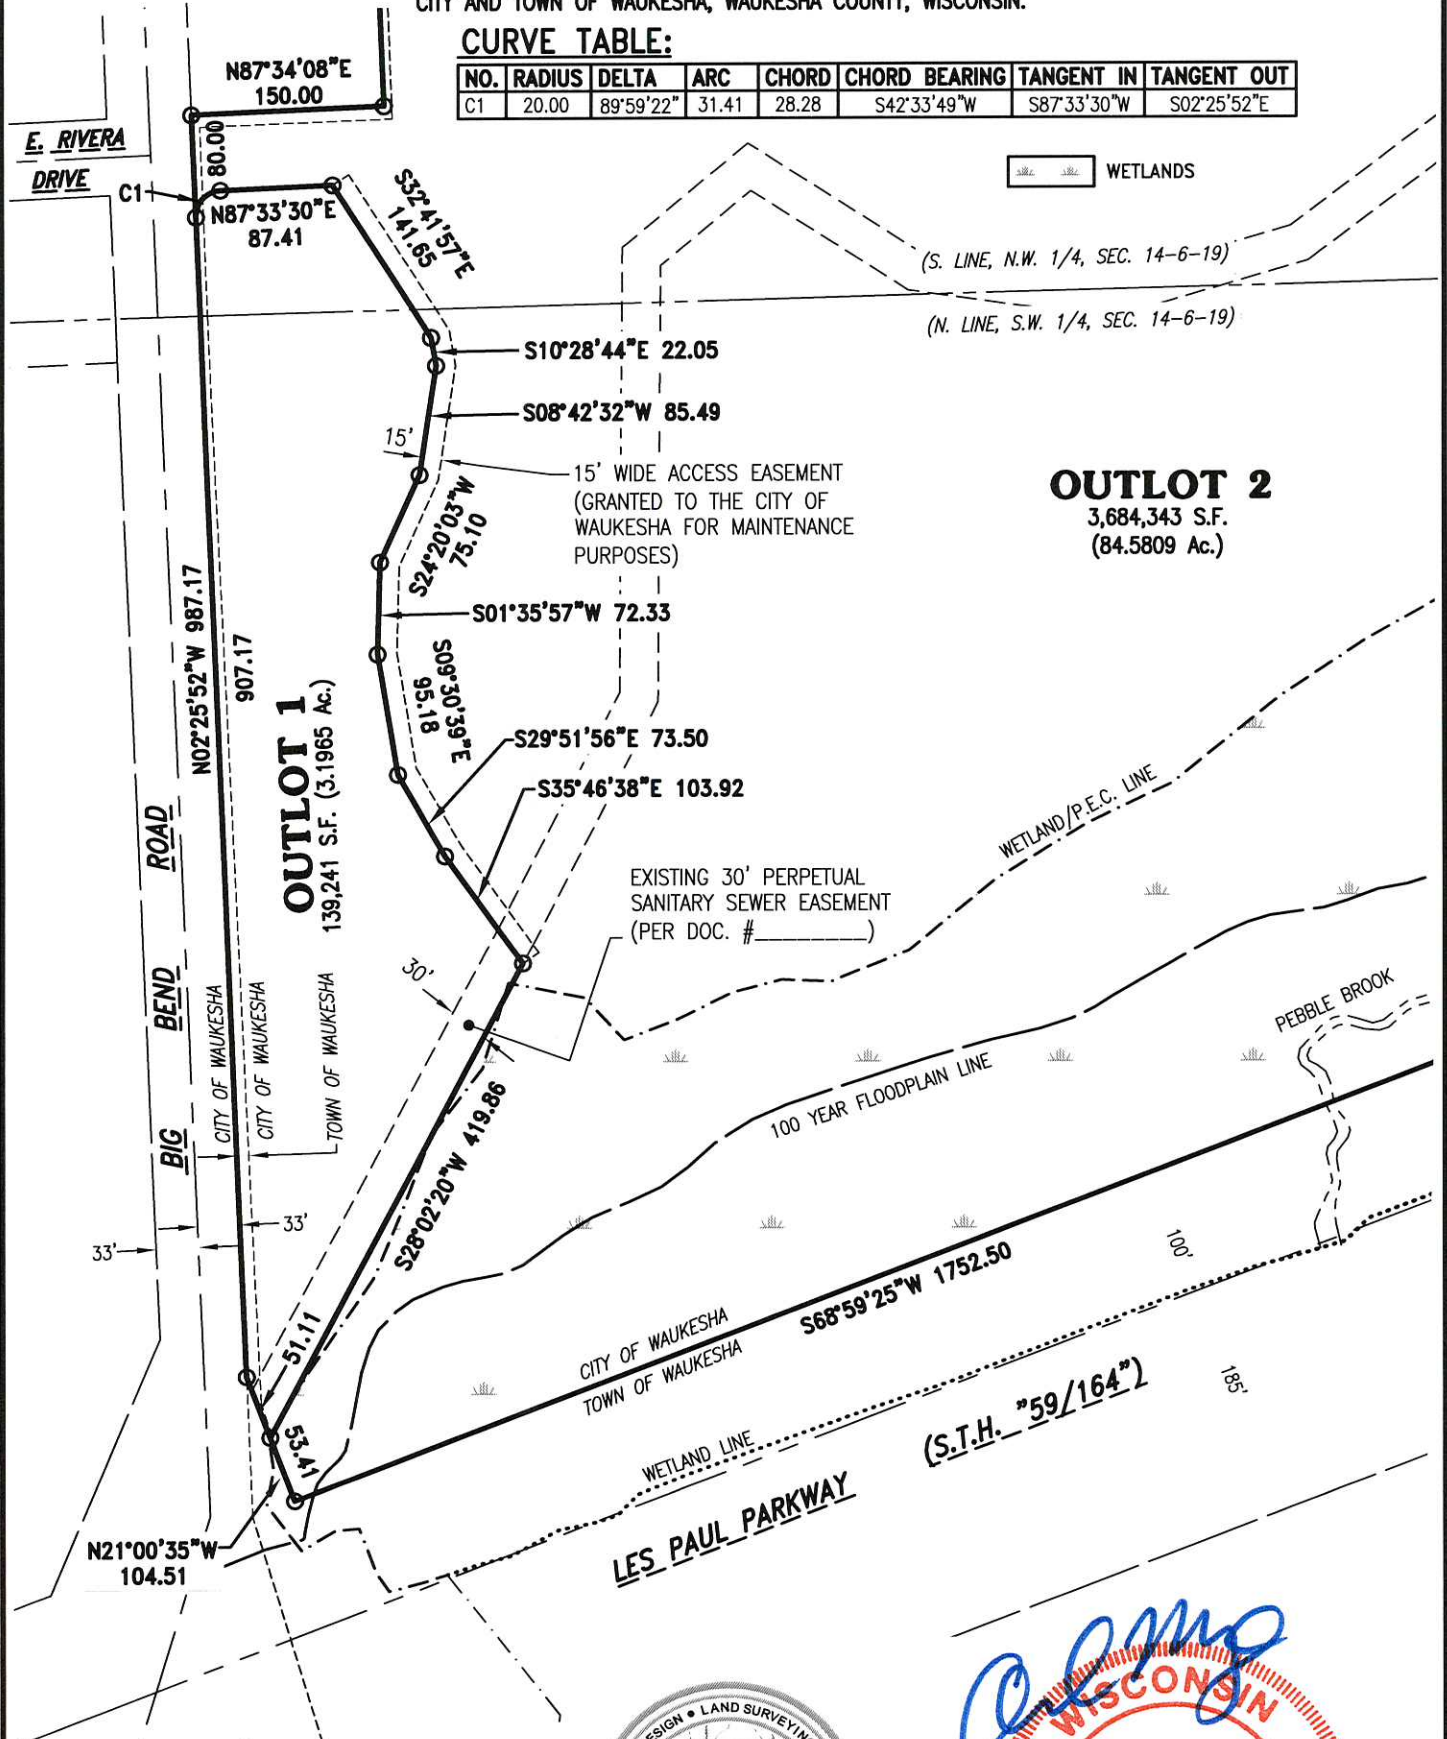 CITY AND TOWN OF WAUKESHA, WAUKESHA COUNTY, WISCONSIN.
CURVE TABLE:
NO. RADIUS DELTA ARC CHORD CHORD BEARING TANGENT IN TANGENT OUT
C1 20.00 89°59'22" 31.41 28.28 S42°33'49"W S87°33'30"W S02°25'52"E
N87°34'08"E
150.00
E. RIVERA
DRIVE
80.00
C1
N87°33'30"E
87.41
S32°41'57"E
141.65
WETLANDS
(S. LINE, N.W. 1/4, SEC. 14-6-19)
(N. LINE, S.W. 1/4, SEC. 14-6-19)
S10°28'44"E 22.05
S08°42'32"W 85.49
15'
15' WIDE ACCESS EASEMENT
(GRANTED TO THE CITY OF
WAUKESHA FOR MAINTENANCE
PURPOSES)
OUTLOT 2
3,684,343 S.F.
(84.5809 Ac.)
S24°20'03"W
75.10
S01°35'57"W 72.33
N02°25'52"W 987.17
907.17
S09°30'39"E
95.18
OUTLOT 1
139,241 S.F. (3.1965 Ac.)
S29°51'56"E 73.50
S35°46'38"E 103.92
WETLAND/P.E.C. LINE
EXISTING 30' PERPETUAL
SANITARY SEWER EASEMENT
(PER DOC. #__________)
30'
BIG BEND ROAD
CITY OF WAUKESHA
CITY OF WAUKESHA
TOWN OF WAUKESHA
PEBBLE BROOK
100 YEAR FLOODPLAIN LINE
S28°02'20"W 419.86
33'
33'
100'
S68°59'25"W 1752.50
CITY OF WAUKESHA
TOWN OF WAUKESHA
51.11
185'
53.41
WETLAND LINE
LES PAUL PARKWAY (S.T.H. "59/164")
N21°00'35"W
104.51
LAND SURVEYIN
WISCONSIN